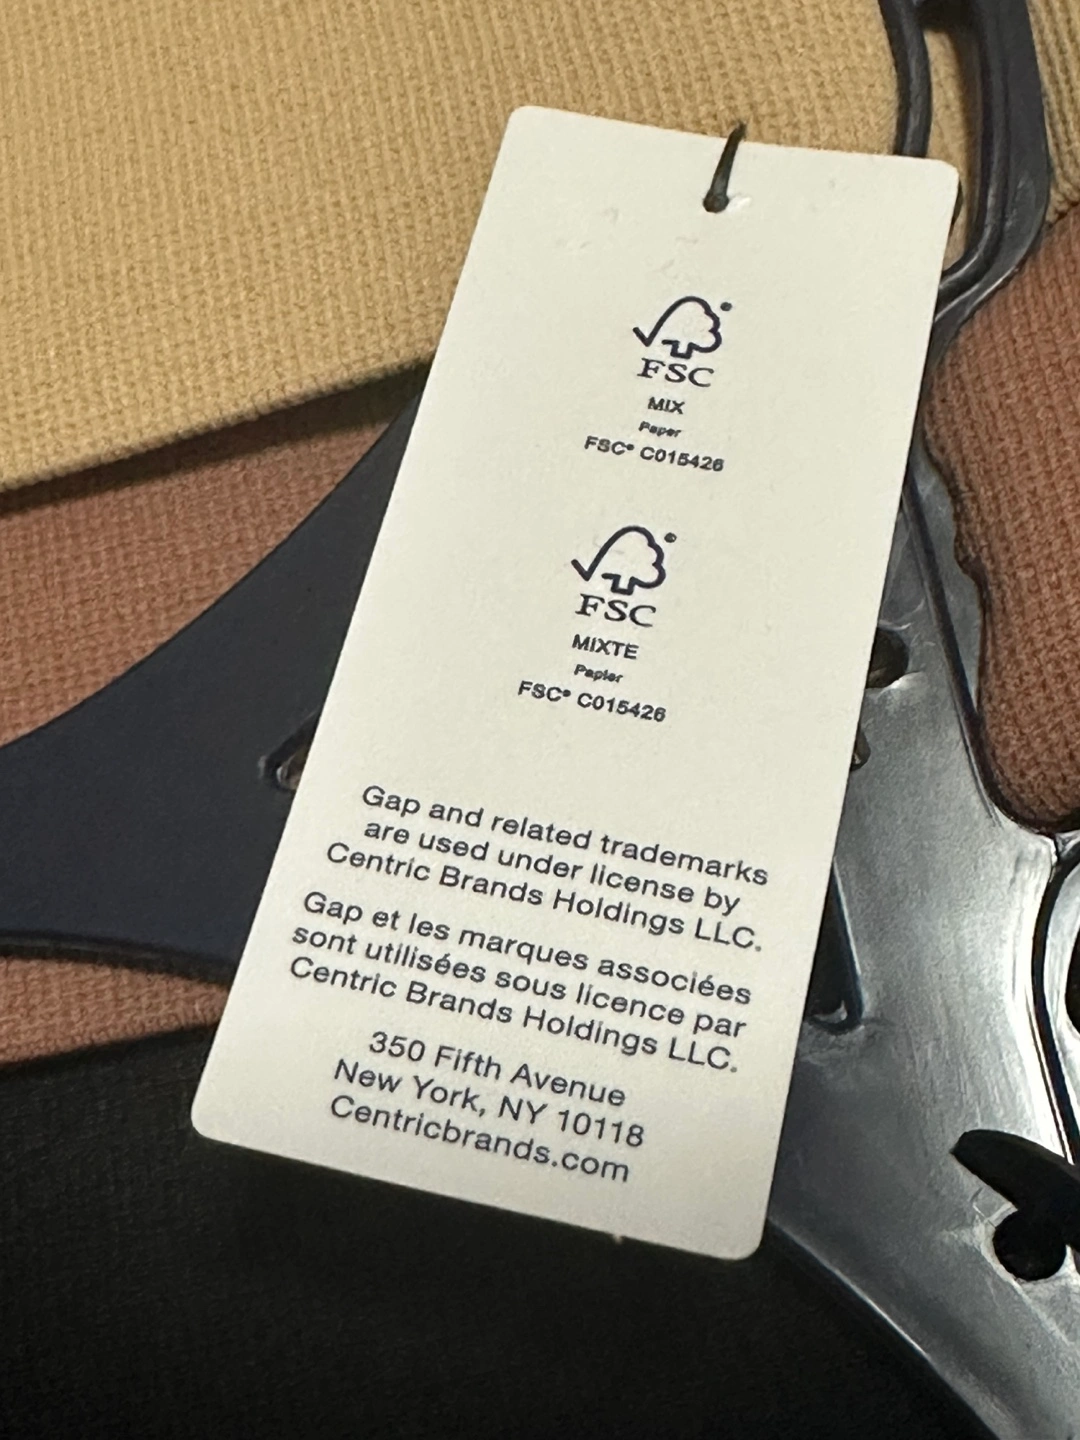 FSC
MIX
Paper
FSC® C015426
FSC
MIXTE
Papier
FSC® C015426
Gap and related trademarks
are used under license by
Centric Brands Holdings LLC.
Gap et les marques associées
sont utilisées sous licence par
Centric Brands Holdings LLC.
350 Fifth Avenue
New York, NY 10118
Centricbrands.com